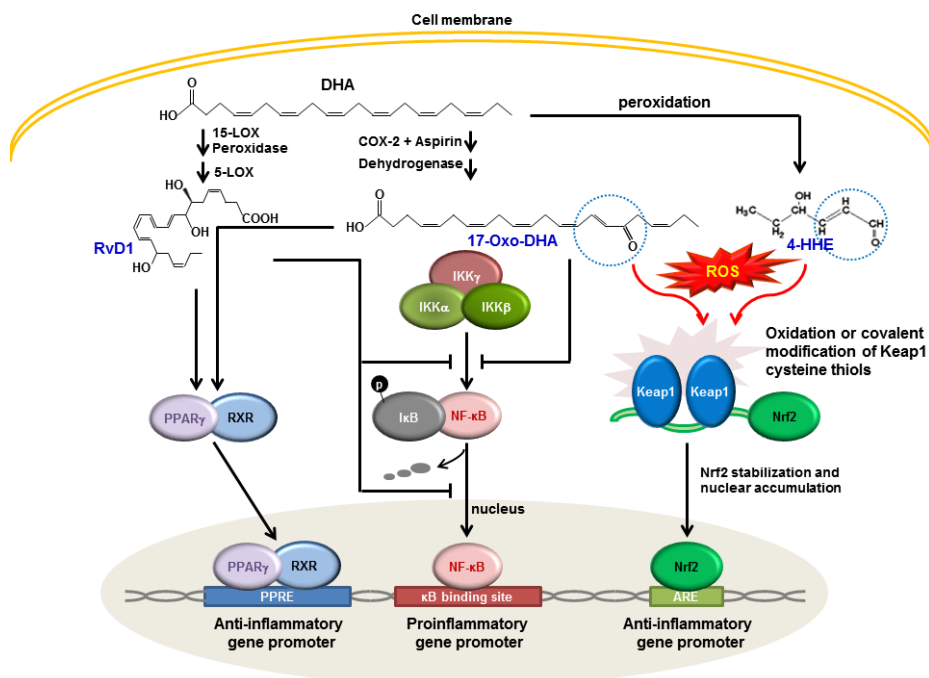 Cell membrane
DHA
O
HO
peroxidation
15-LOX
Peroxidase
5-LOX
COX-2 + Aspirin
Dehydrogenase
HO
COOH
OH
RvD1
HO
O
HO
O
17-Oxo-DHA
OH
H3C
C
H2
H
O
4-HHE
ROS
IKKγ
IKKα
IKKβ
Oxidation or covalent
modification of Keap1
cysteine thiols
Keap1
Keap1
Nrf2
p
IκB
NF-κB
PPARγ
RXR
Nrf2 stabilization and
nuclear accumulation
nucleus
PPARγ
RXR
NF-κB
Nrf2
PPRE
κB binding site
ARE
Anti-inflammatory
gene promoter
Proinflammatory
gene promoter
Anti-inflammatory
gene promoter